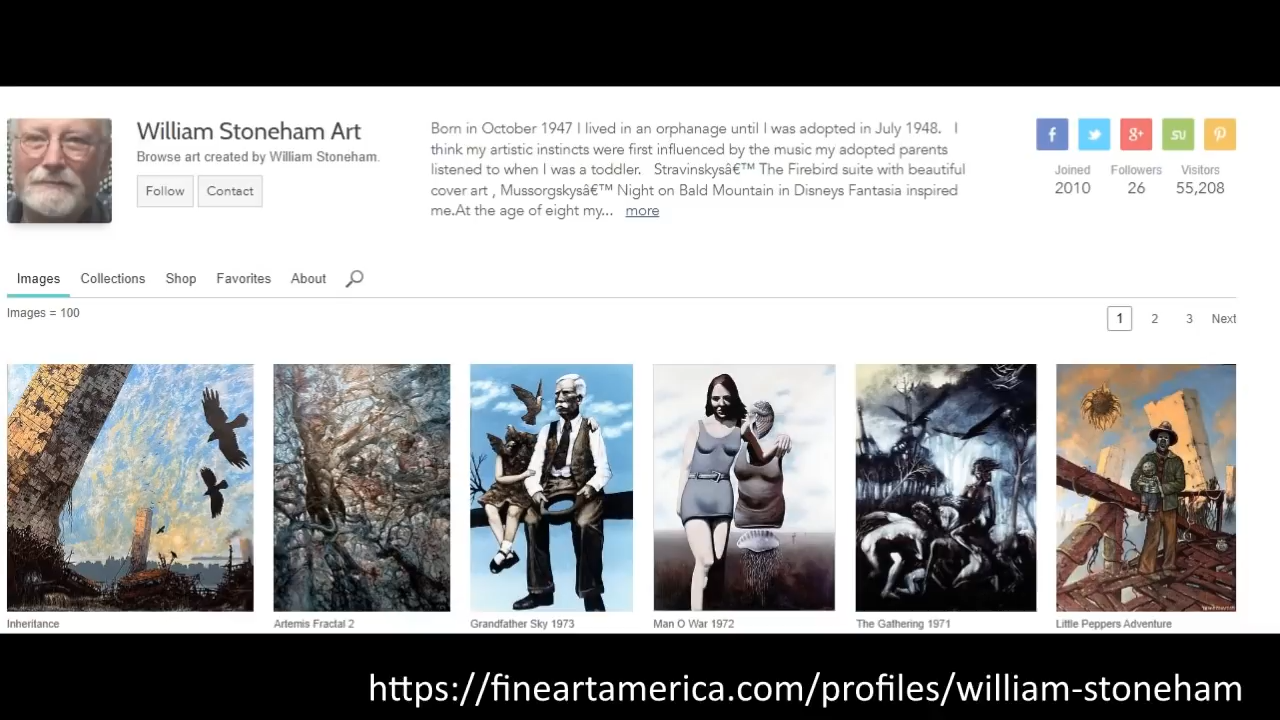 William Stoneham Art
Browse art created by William Stoneham.
Follow Contact
Born in October 1947 I lived in an orphanage until I was adopted in July 1948. I
think my artistic instincts were first influenced by the music my adopted parents
listened to when I was a toddler. Stravinskysâ€™ The Firebird suite with beautiful
cover art , Mussorgskysâ€™ Night on Bald Mountain in Disneys Fantasia inspired
me.At the age of eight my... more
Joined Followers Visitors
2010 26 55,208
Images Collections Shop Favorites About
Images = 100
1 2 3 Next
Inheritance Artemis Fractal 2 Grandfather Sky 1973 Man O War 1972 The Gathering 1971 Little Peppers Adventure
https://fineartamerica.com/profiles/william-stoneham